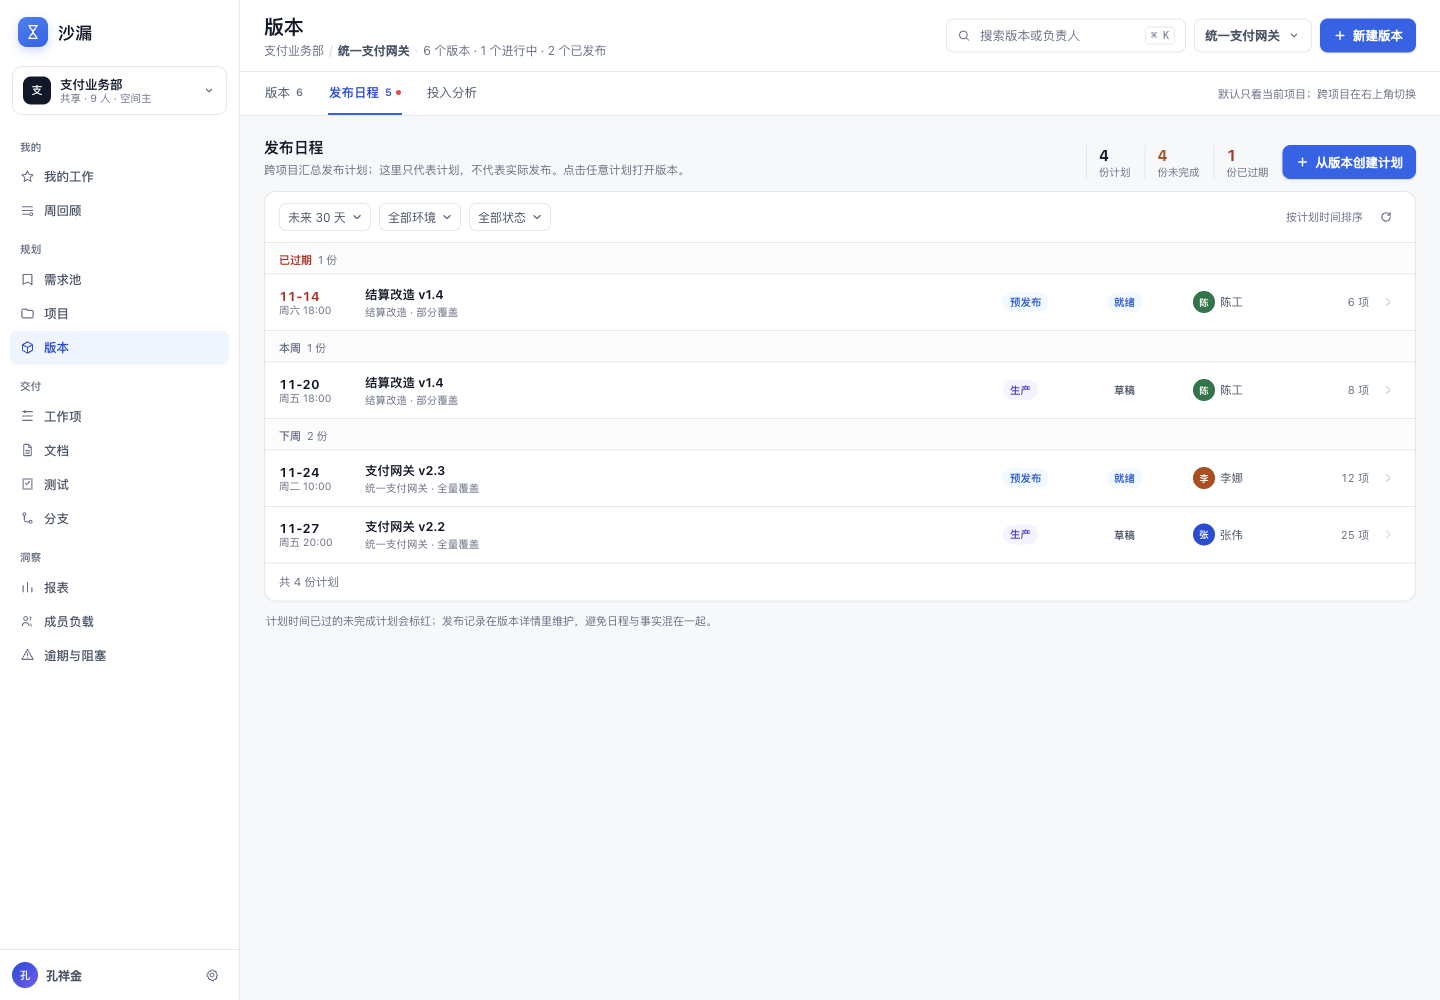 沙漏
支
支付业务部
共享 · 9 人 · 空间主
我的
我的工作
周回顾
规划
需求池
项目
版本
交付
工作项
文档
测试
分支
洞察
报表
成员负载
逾期与阻塞
孔
孔祥金
版本
支付业务部 / 统一支付网关 · 6 个版本 · 1 个进行中 · 2 个已发布
搜索版本或负责人 ⌘ K
统一支付网关
+ 新建版本
版本 6
发布日程 5
投入分析
默认只看当前项目；跨项目在右上角切换
发布日程
跨项目汇总发布计划；这里只代表计划，不代表实际发布。点击任意计划打开版本。
4
份计划
4
份未完成
1
份已过期
+ 从版本创建计划
未来 30 天
全部环境
全部状态
按计划时间排序
已过期 1 份
11-14
周六 18:00
结算改造 v1.4
结算改造 · 部分覆盖
预发布
就绪
陈 陈工
6 项
本周 1 份
11-20
周五 18:00
结算改造 v1.4
结算改造 · 部分覆盖
生产
草稿
陈 陈工
8 项
下周 2 份
11-24
周二 10:00
支付网关 v2.3
统一支付网关 · 全量覆盖
预发布
就绪
李 李娜
12 项
11-27
周五 20:00
支付网关 v2.2
统一支付网关 · 全量覆盖
生产
草稿
张 张伟
25 项
共 4 份计划
计划时间已过的未完成计划会标红；发布记录在版本详情里维护，避免日程与事实混在一起。